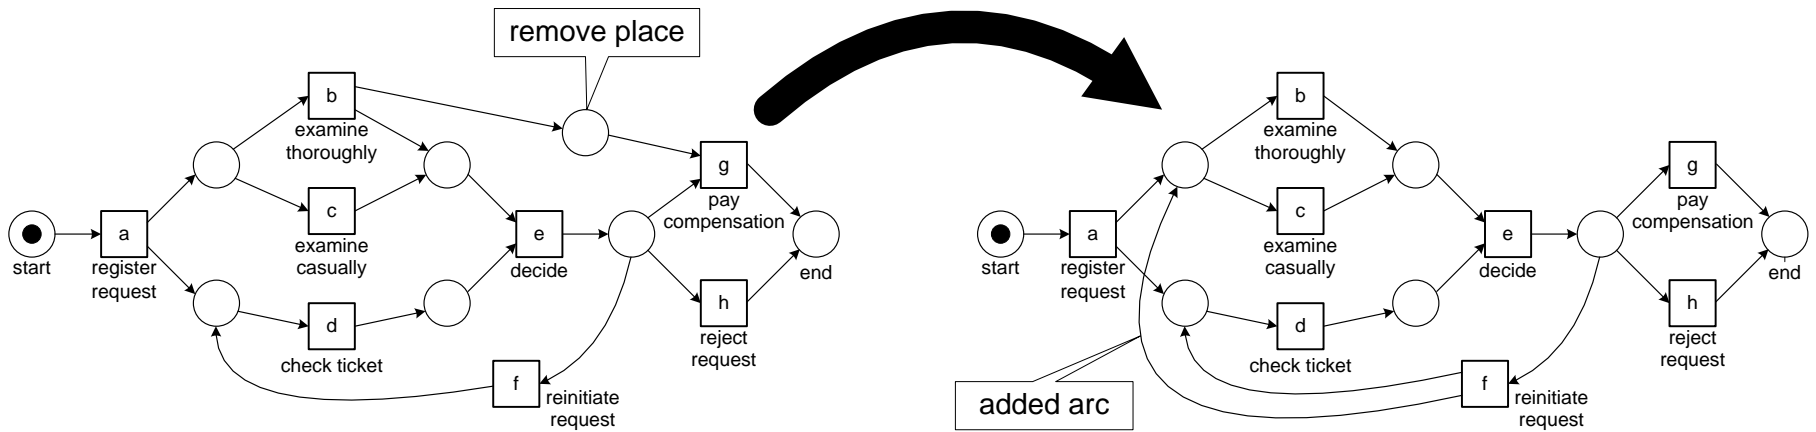 remove place
b
examine
thoroughly
g
pay
compensation
c
examine
casually
a
register
request
start
e
decide
end
d
check ticket
h
reject
request
f
reinitiate
request
b
examine
thoroughly
g
pay
compensation
c
examine
casually
a
register
request
start
e
decide
end
d
check ticket
h
reject
request
f
reinitiate
request
added arc